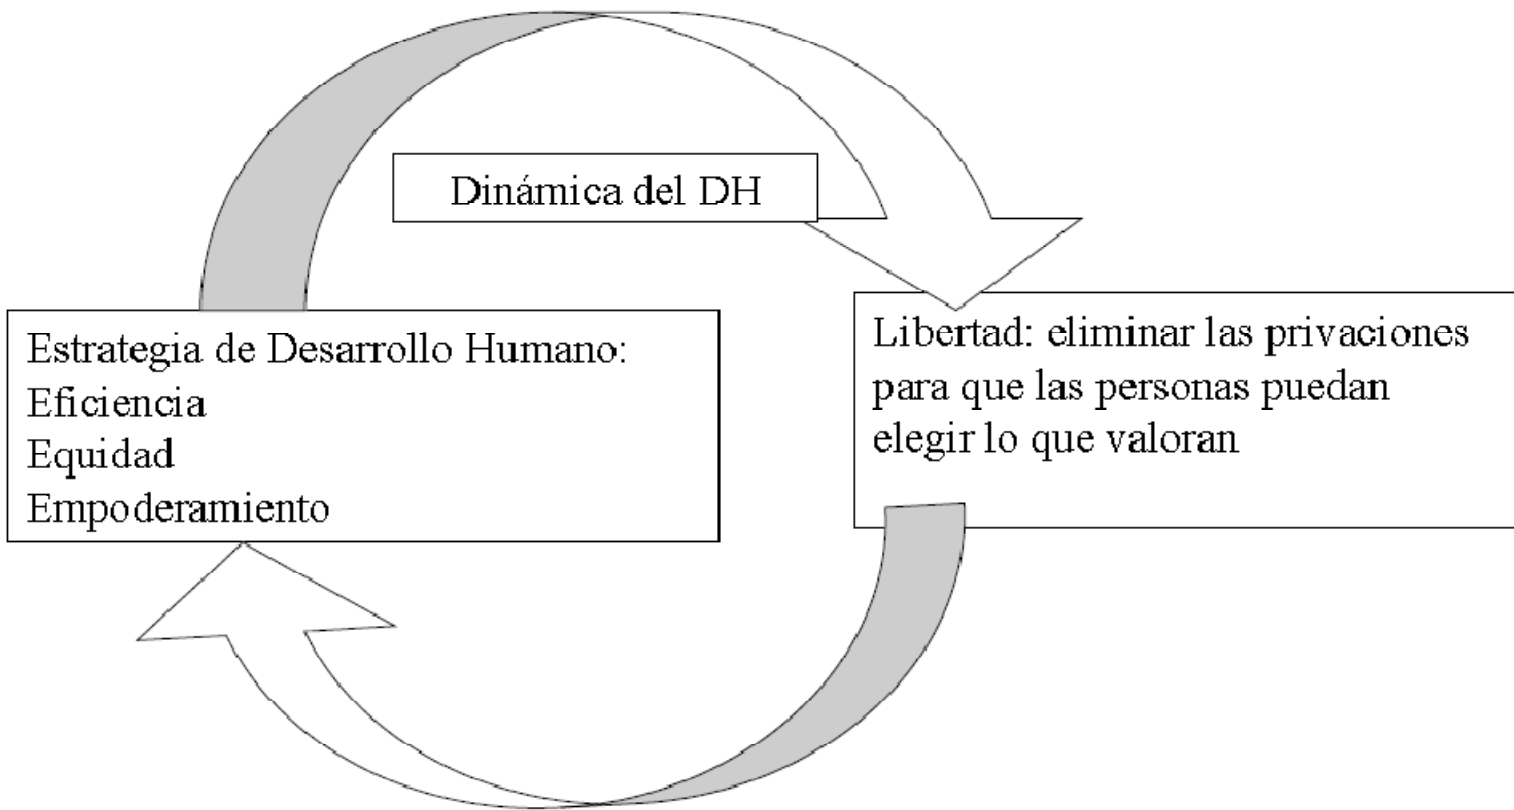 Dinámica del DH
Estrategia de Desarrollo Humano:
Eficiencia
Equidad
Empoderamiento
Libertad: eliminar las privaciones
para que las personas puedan
elegir lo que valoran